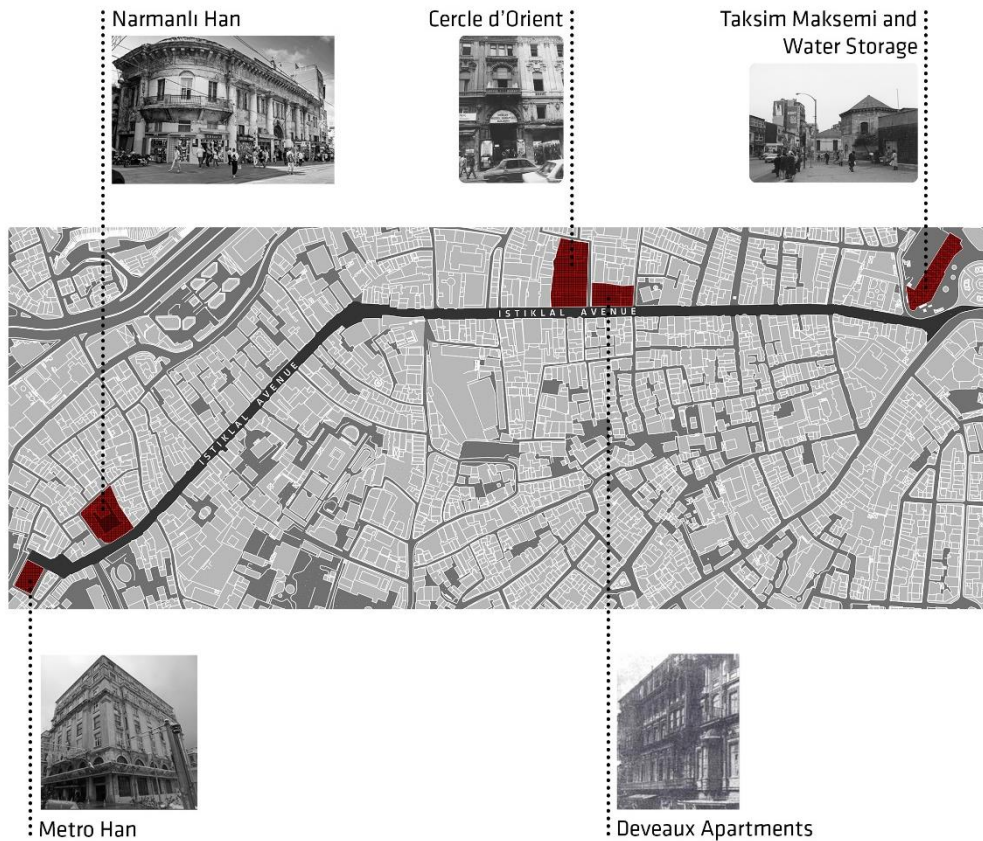 Narmanlı Han
Cercle d'Orient
Taksim Maksemi and
Water Storage
ISTIKLAL AVENUE
ISTIKLAL AVENUE
Metro Han
Deveaux Apartments